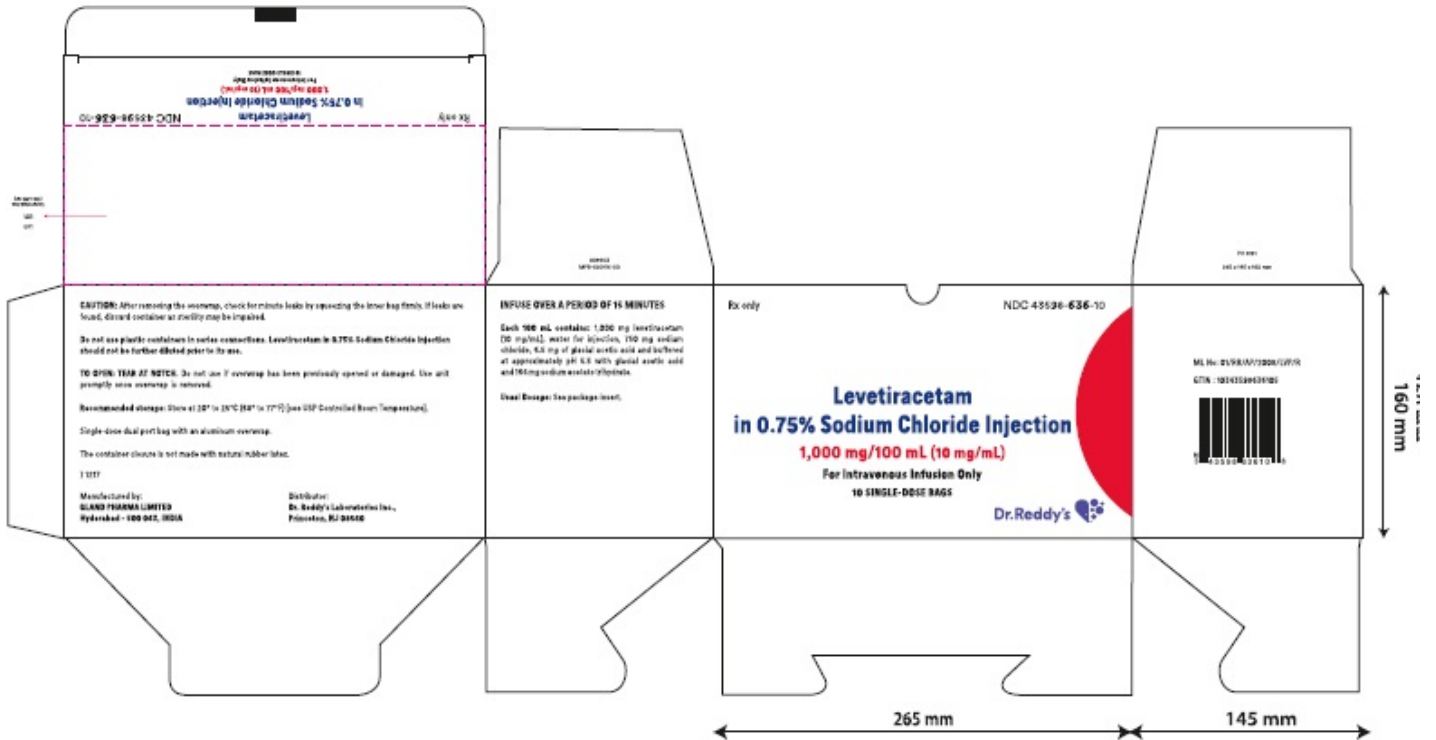 Rx only
Levetiracetam
NDC 43598-636-10
in 0.75% Sodium Chloride Injection
1,000 mg/100 mL (10 mg/mL)
For Intravenous Infusion Only
CAUTION: After removing the overwrap, check for minute leaks by squeezing the inner bag firmly. If leaks are
found, discard container as sterility may be impaired.
Do not use plastic containers in series connections. Levetiracetam in 0.75% Sodium Chloride Injection
should not be further diluted prior to its use.
TO OPEN: TEAR AT NOTCH. Do not use if overwrap has been previously opened or damaged. Use unit
promptly once overwrap is removed.
Recommended storage: Store at 20° to 25°C (68° to 77°F) [see USP Controlled Room Temperature].
Single-dose dual port bag with an aluminum overwrap.
The container closure is not made with natural rubber latex.
Manufactured by:
GLAND PHARMA LIMITED
Hyderabad - 500 043, INDIA
Distributor:
Dr. Reddy's Laboratories Inc.,
Princeton, NJ 08540
INFUSE OVER A PERIOD OF 15 MINUTES
Each 100 mL contains: 1,000 mg levetiracetam
(10 mg/mL), water for injection, 750 mg sodium
chloride, of glacial acetic acid and buffered
at approximately pH 5.5 with glacial acetic acid
and 164 mg sodium acetate trihydrate.
Usual Dosage: See package insert.
Rx only
NDC 43598-636-10
Levetiracetam
in 0.75% Sodium Chloride Injection
1,000 mg/100 mL (10 mg/mL)
For Intravenous Infusion Only
10 SINGLE-DOSE BAGS
Dr.Reddy's
ML No:
GTIN :
160 mm
265 mm
145 mm